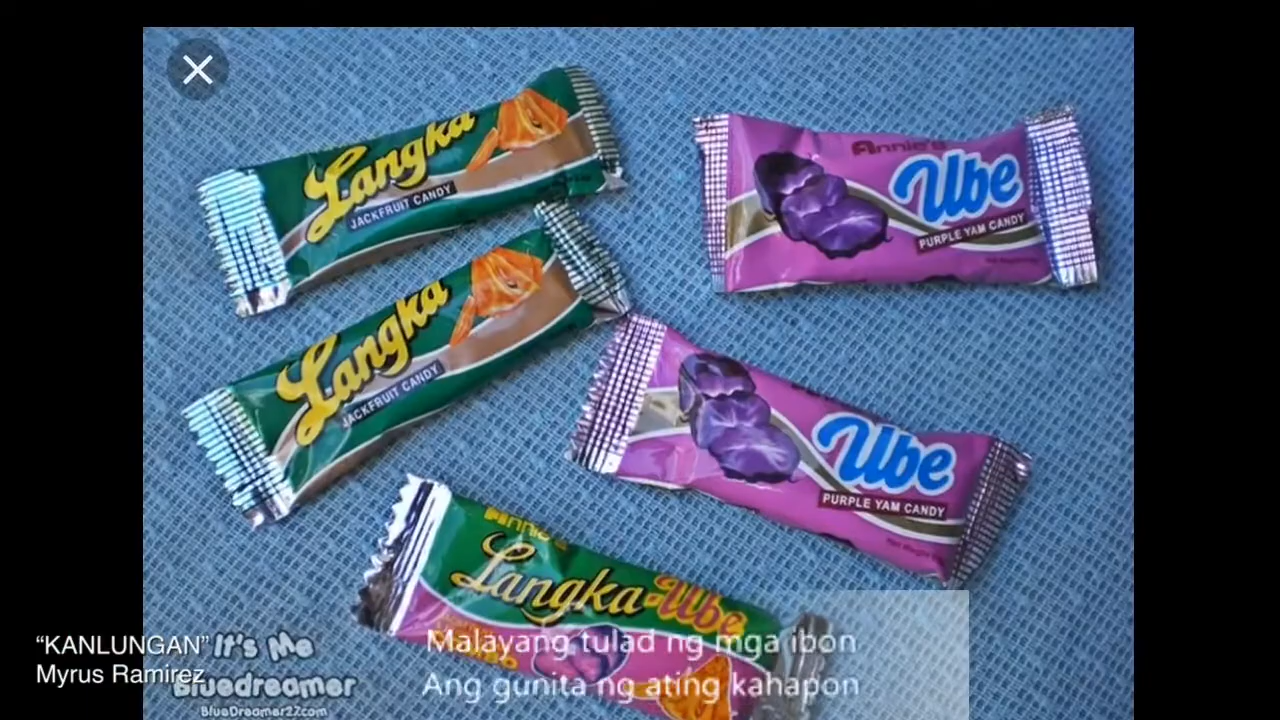 Langka
JACKFRUIT CANDY
Annie's
Ube
PURPLE YAM CANDY
Langka
JACKFRUIT CANDY
Ube
PURPLE YAM CANDY
Annie's
Langka-Ube
“KANLUNGAN”
Myrus Ramirez
It's Me
Bluedreamer
BlueDreamer27.com
Malayang tulad ng mga ibon
Ang gunita ng ating kahapon